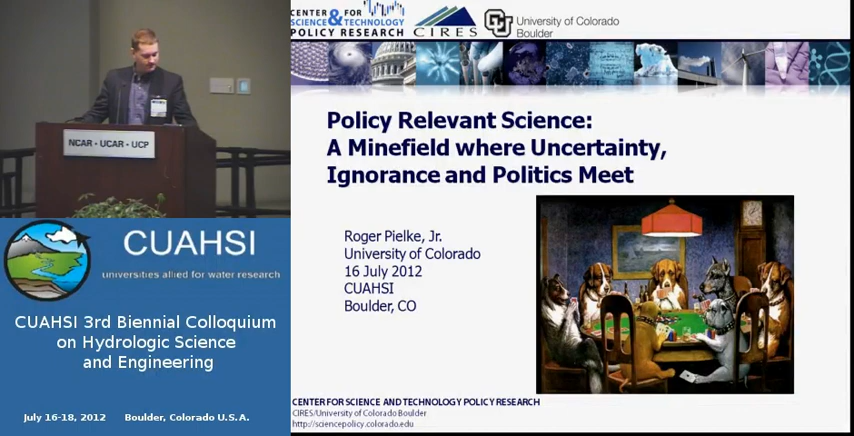 NCAR - UCAR - UCP
CUAHSI
universities allied for water research
CUAHSI 3rd Biennial Colloquium
on Hydrologic Science
and Engineering
July 16-18, 2012 Boulder, Colorado U.S.A.
CENTER FOR
SCIENCE & TECHNOLOGY
POLICY RESEARCH
CIRES
CU
University of Colorado
Boulder
Policy Relevant Science:
A Minefield where Uncertainty,
Ignorance and Politics Meet
Roger Pielke, Jr.
University of Colorado
16 July 2012
CUAHSI
Boulder, CO
CENTER FOR SCIENCE AND TECHNOLOGY POLICY RESEARCH
CIRES/University of Colorado Boulder
http://sciencepolicy.colorado.edu